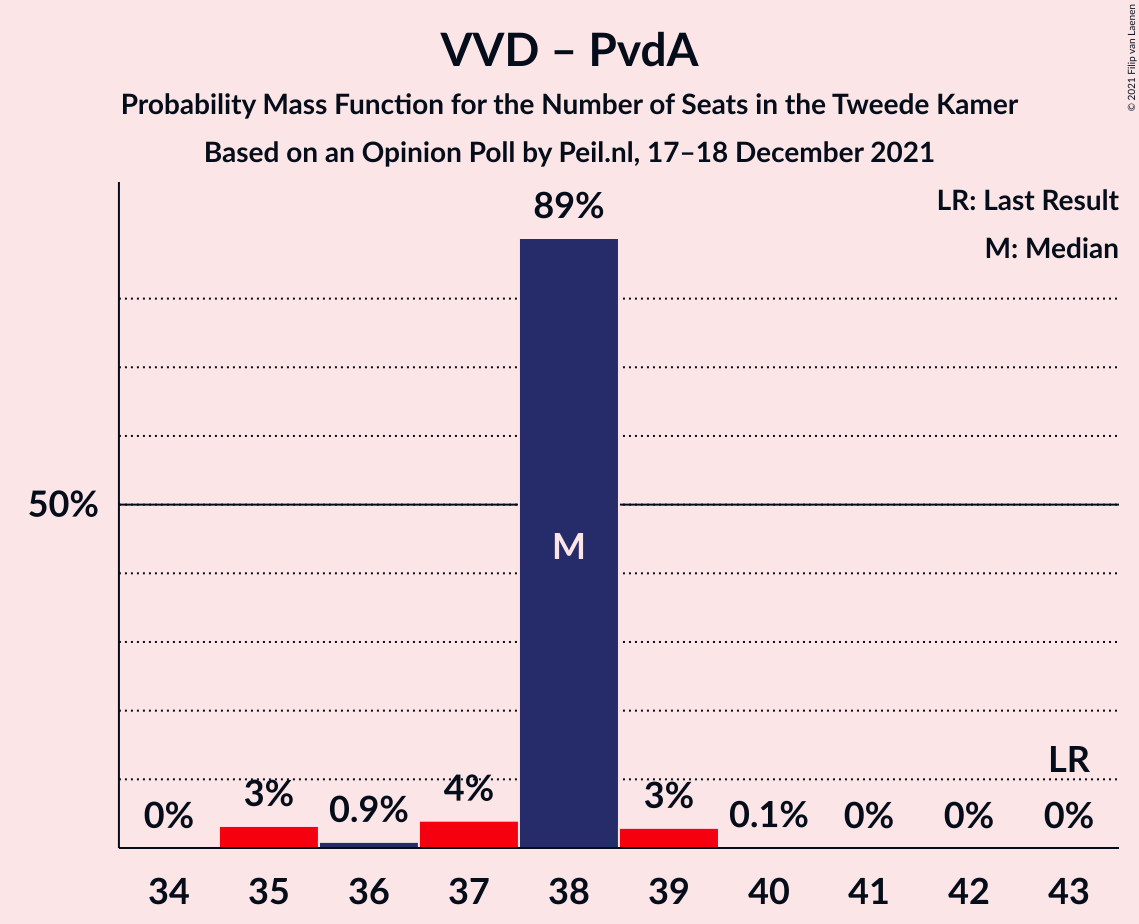 VVD – PvdA
Probability Mass Function for the Number of Seats in the Tweede Kamer
Based on an Opinion Poll by Peil.nl, 17–18 December 2021
© 2021 Filip van Laenen
LR: Last Result
M: Median
89%
50%
M
LR
0%
3%
0.9%
4%
3%
0.1%
0%
0%
0%
34 35 36 37 38 39 40 41 42 43